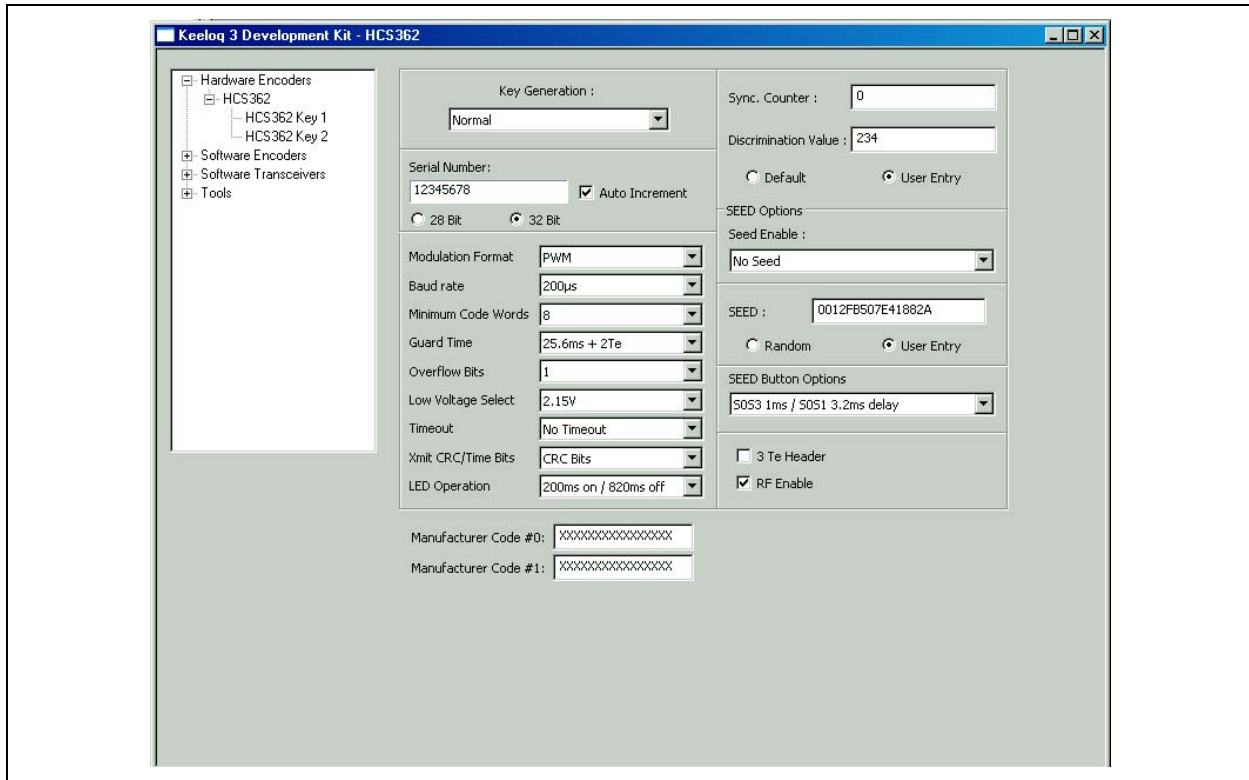 Keeloq 3 Development Kit - HCS362
Hardware Encoders
HCS362
HCS362 Key 1
HCS362 Key 2
Software Encoders
Software Transceivers
Tools
Key Generation :
Normal
Serial Number:
12345678
Auto Increment
28 Bit
32 Bit
Modulation Format
PWM
Baud rate
200µs
Minimum Code Words
8
Guard Time
25.6ms + 2Te
Overflow Bits
1
Low Voltage Select
2.15V
Timeout
No Timeout
Xmit CRC/Time Bits
CRC Bits
LED Operation
200ms on / 820ms off
Manufacturer Code #0:
XXXXXXXXXXXXXXXX
Manufacturer Code #1:
XXXXXXXXXXXXXXXX
Sync. Counter :
0
Discrimination Value :
234
Default
User Entry
SEED Options
Seed Enable :
No Seed
SEED :
0012FB507E41882A
Random
User Entry
SEED Button Options
S0S3 1ms / S0S1 3.2ms delay
3 Te Header
RF Enable